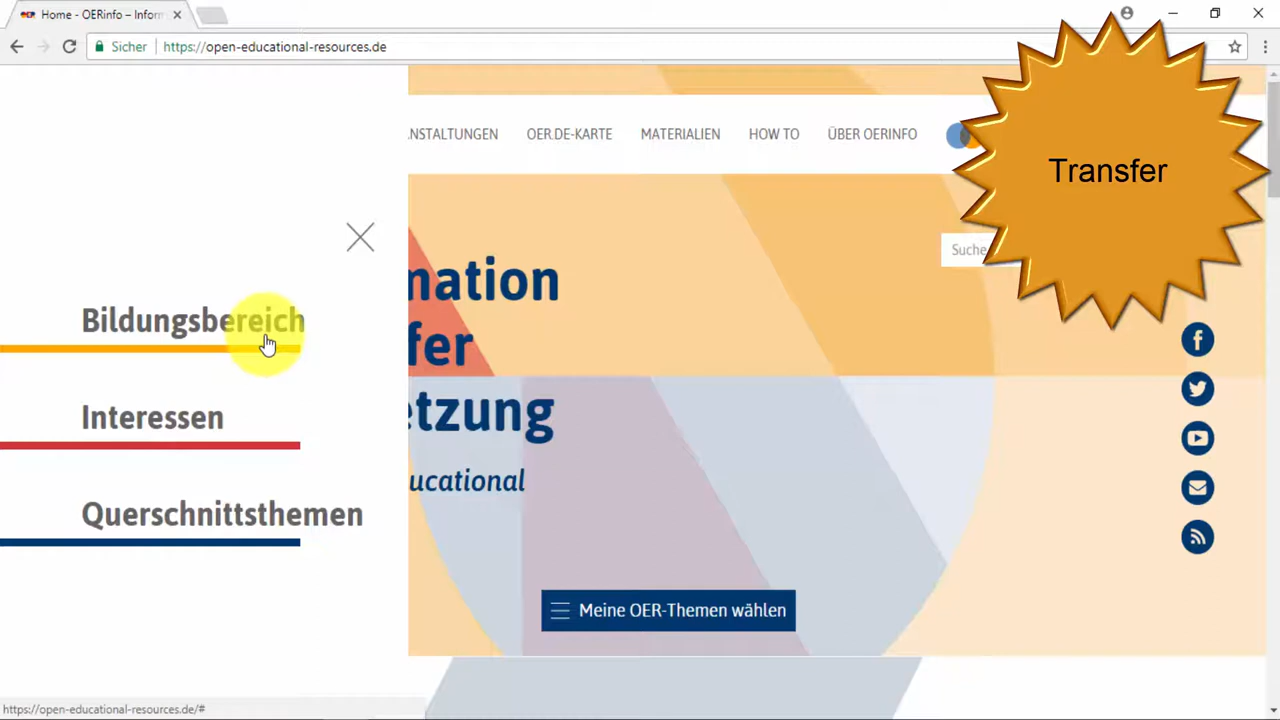 Home - OERinfo – Inform
Sicher
https://open-educational-resources.de
NSTALTUNGEN
OER.DE-KARTE
MATERIALIEN
HOW TO
ÜBER OERINFO
Transfer
Suche
mation
fer
etzung
ucational
Bildungsbereich
Interessen
Querschnittsthemen
Meine OER-Themen wählen
https://open-educational-resources.de/#